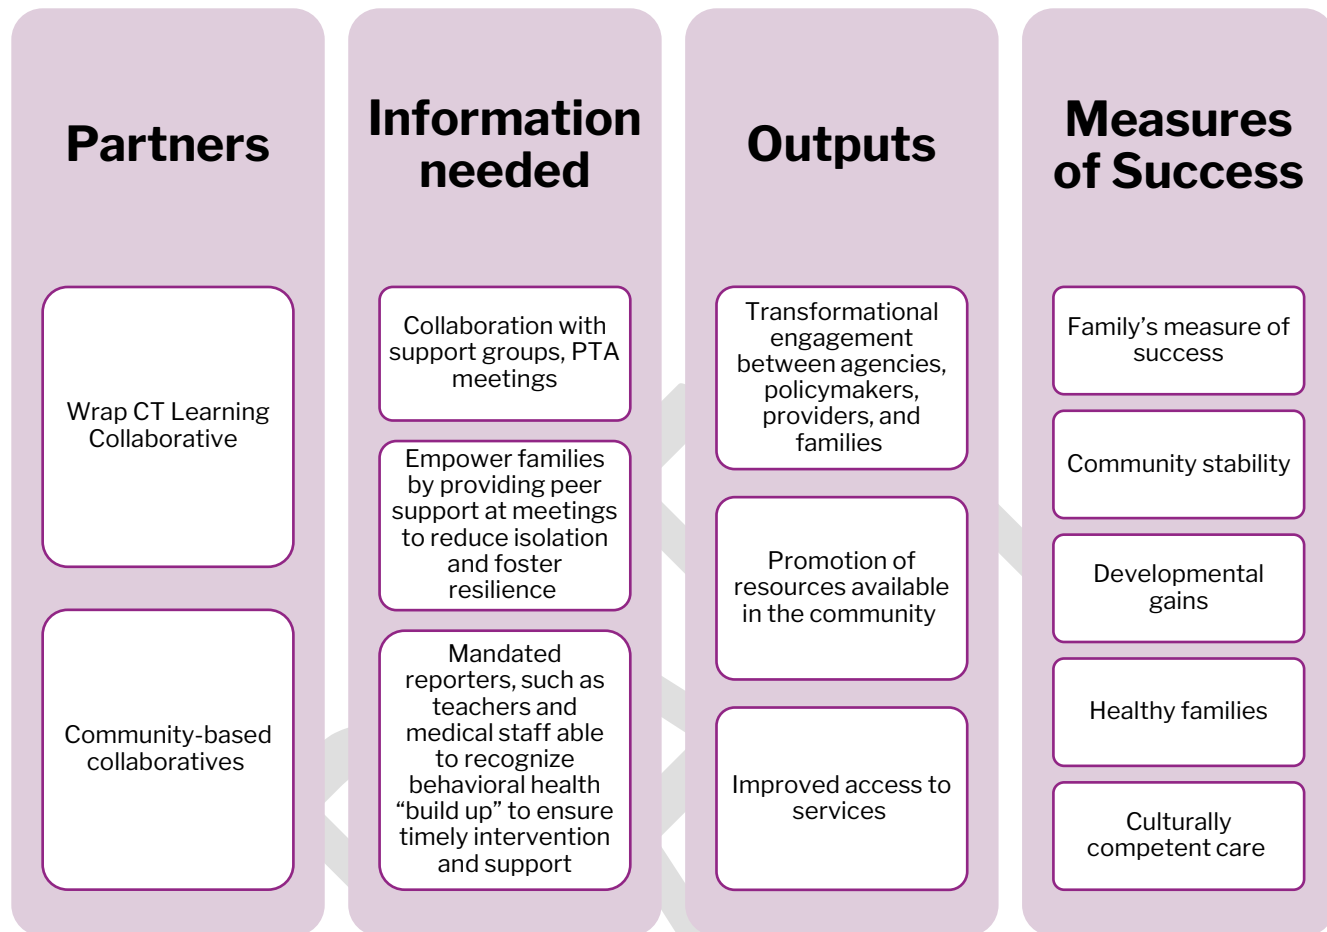 Partners
Wrap CT Learning
Collaborative
Community-based
collaboratives
Information
needed
Collaboration with
support groups, PTA
meetings
Empower families
by providing peer
support at meetings
to reduce isolation
and foster
resilience
Mandated
reporters, such as
teachers and
medical staff able
to recognize
behavioral health
“build up” to ensure
timely intervention
and support
Outputs
Transformational
engagement
between agencies,
policymakers,
providers, and
families
Promotion of
resources available
in the community
Improved access to
services
Measures
of Success
Family’s measure of
success
Community stability
Developmental
gains
Healthy families
Culturally
competent care